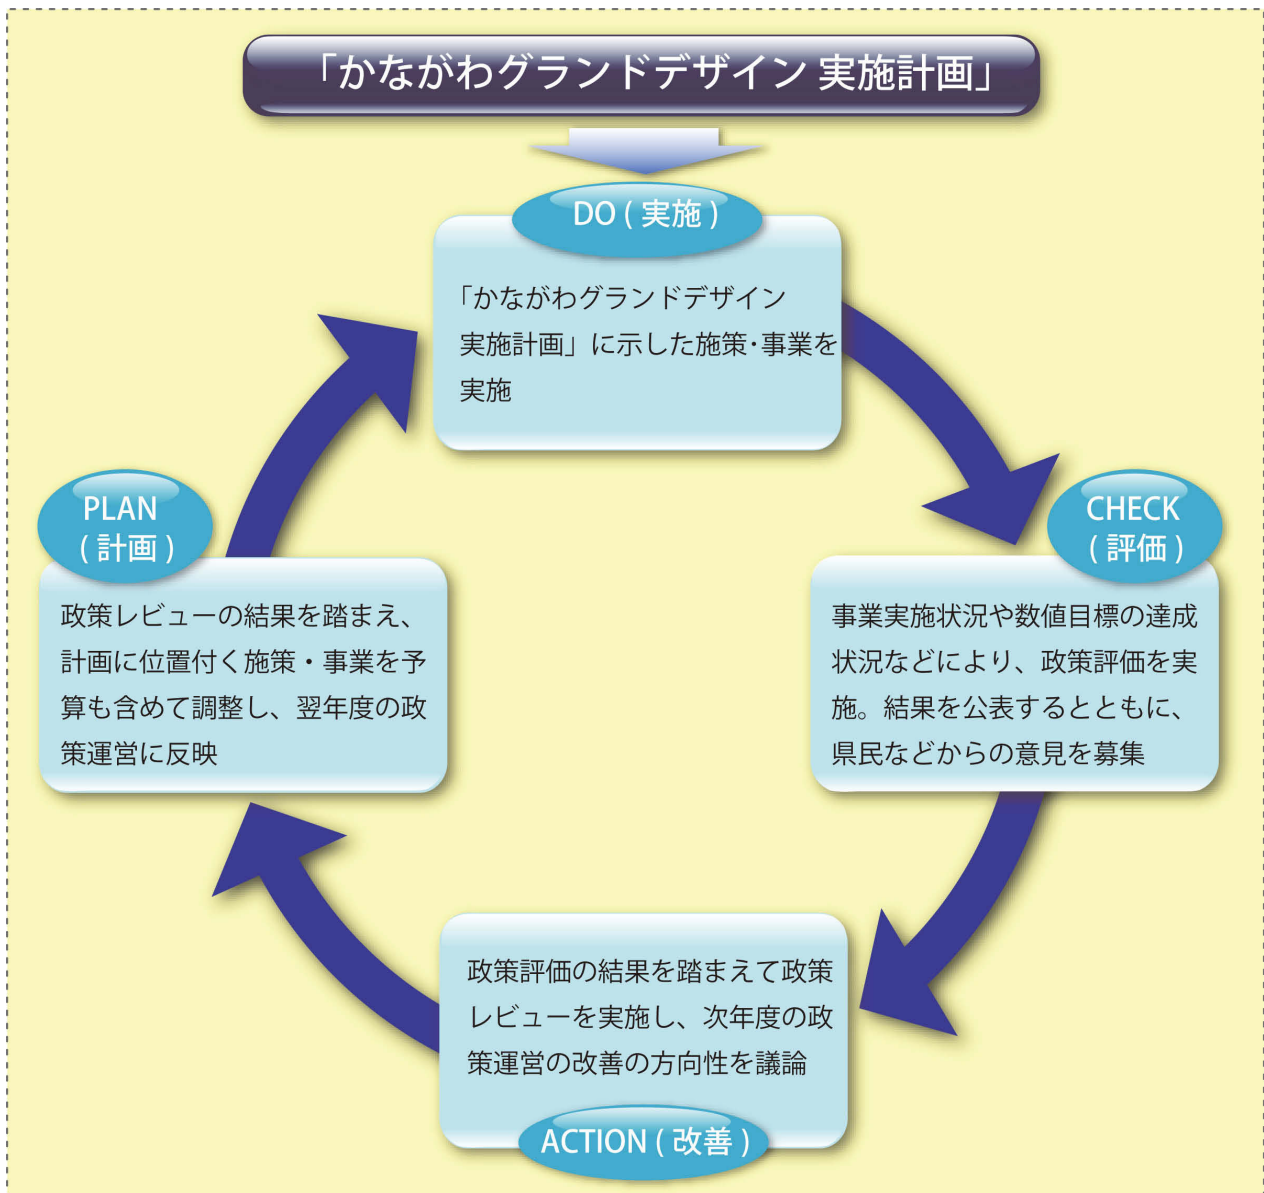 「かながわグランドデザイン 実施計画」
DO ( 実施 )
「かながわグランドデザイン
実施計画」に示した施策・事業を
実施
CHECK
( 評価 )
事業実施状況や数値目標の達成
状況などにより、政策評価を実
施。結果を公表するとともに、
県民などからの意見を募集
政策評価の結果を踏まえて政策
レビューを実施し、次年度の政
策運営の改善の方向性を議論
ACTION ( 改善 )
PLAN
( 計画 )
政策レビューの結果を踏まえ、
計画に位置付く施策・事業を予
算も含めて調整し、翌年度の政
策運営に反映